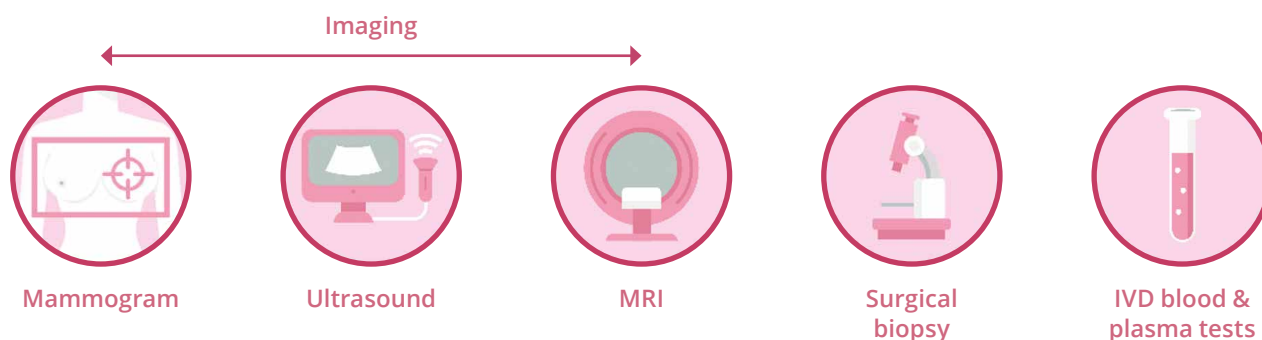 Imaging
Mammogram
Ultrasound
MRI
Surgical
biopsy
IVD blood &
plasma tests